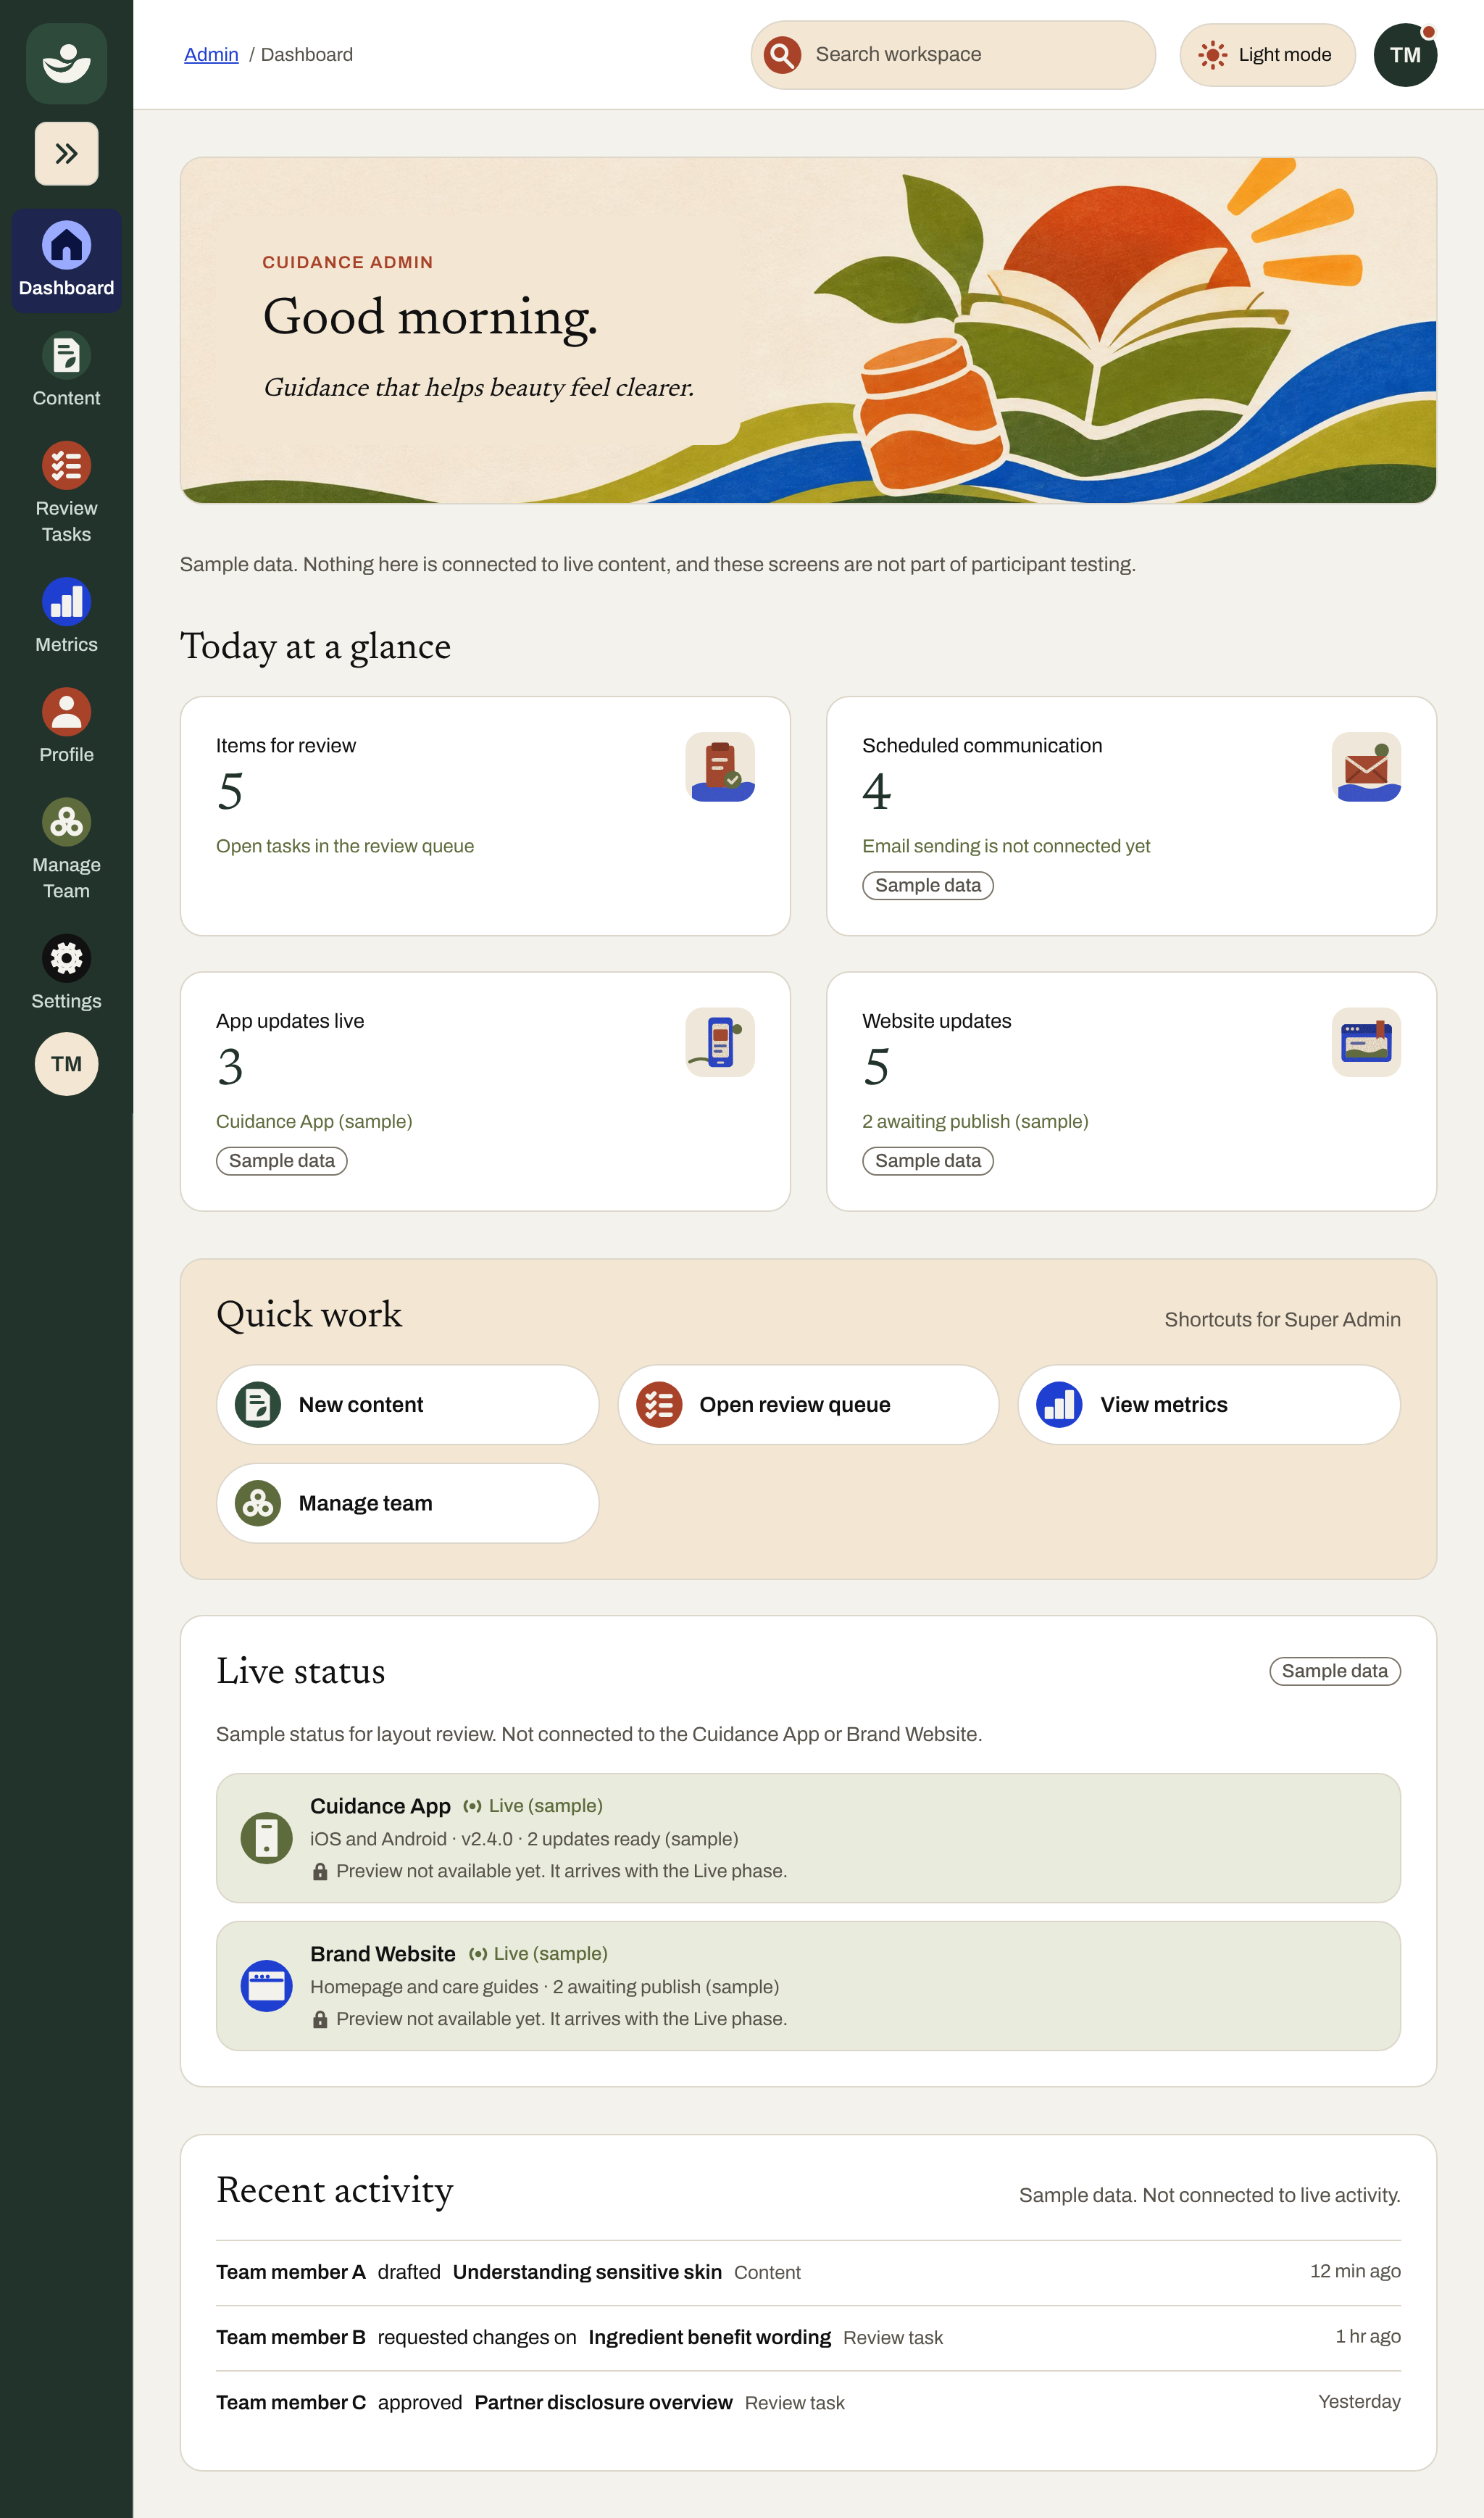 Admin / Dashboard
Search workspace
Light mode
TM
Dashboard
Content
Review
Tasks
Metrics
Profile
Manage
Team
Settings
TM
CUIDANCE ADMIN
Good morning.
Guidance that helps beauty feel clearer.
Sample data. Nothing here is connected to live content, and these screens are not part of participant testing.
Today at a glance
Items for review
5
Open tasks in the review queue
Scheduled communication
4
Email sending is not connected yet
Sample data
App updates live
3
Cuidance App (sample)
Sample data
Website updates
5
2 awaiting publish (sample)
Sample data
Quick work
Shortcuts for Super Admin
New content
Open review queue
View metrics
Manage team
Live status
Sample data
Sample status for layout review. Not connected to the Cuidance App or Brand Website.
Cuidance App Live (sample)
iOS and Android · v2.4.0 · 2 updates ready (sample)
Preview not available yet. It arrives with the Live phase.
Brand Website Live (sample)
Homepage and care guides · 2 awaiting publish (sample)
Preview not available yet. It arrives with the Live phase.
Recent activity
Sample data. Not connected to live activity.
Team member A drafted Understanding sensitive skin Content 12 min ago
Team member B requested changes on Ingredient benefit wording Review task 1 hr ago
Team member C approved Partner disclosure overview Review task Yesterday